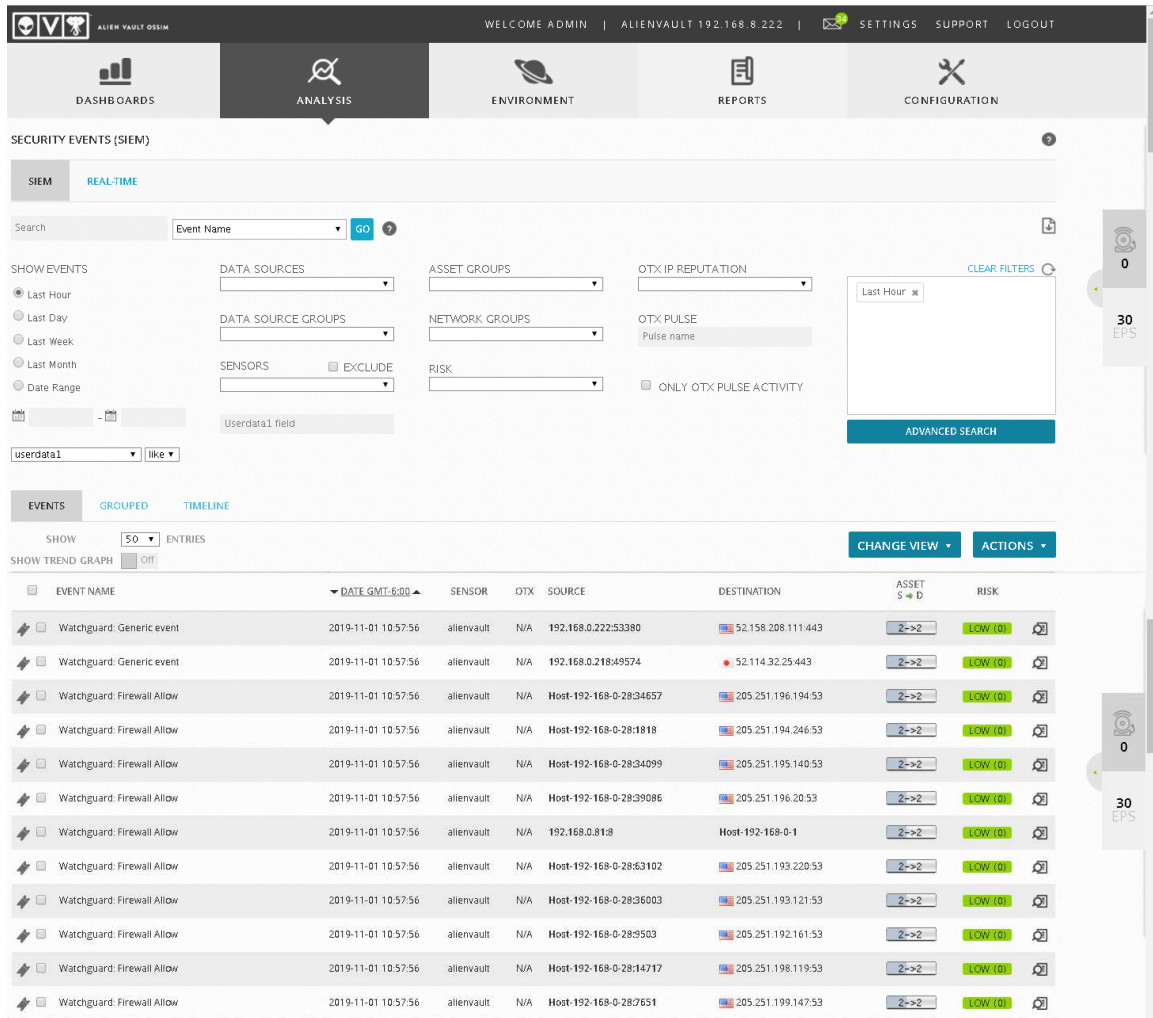 ALIEN VAULT OSSIM WELCOME ADMIN | ALIENVAULT 192.168.8.222 | 34 SETTINGS SUPPORT LOGOUT
DASHBOARDS ANALYSIS ENVIRONMENT REPORTS CONFIGURATION
SECURITY EVENTS (SIEM) ?
SIEM REAL-TIME
Search Event Name GO ?
SHOW EVENTS DATA SOURCES ASSET GROUPS OTX IP REPUTATION CLEAR FILTERS 0
Last Hour Last Hour
Last Day DATA SOURCE GROUPS NETWORK GROUPS OTX PULSE 30
Last Week Pulse name EPS
Last Month SENSORS EXCLUDE RISK
Date Range ONLY OTX PULSE ACTIVITY
- Userdata1 field ADVANCED SEARCH
userdata1 like
EVENTS GROUPED TIMELINE
SHOW 50 ENTRIES CHANGE VIEW ACTIONS
SHOW TREND GRAPH Off
EVENT NAME DATE GMT-6:00 SENSOR OTX SOURCE DESTINATION ASSET S D RISK
Watchguard: Generic event 2019-11-01 10:57:56 alienvault N/A 192.168.0.222:53380 52.158.208.111:443 2->2 LOW (0)
Watchguard: Generic event 2019-11-01 10:57:56 alienvault N/A 192.168.0.218:49574 52.114.32.25:443 2->2 LOW (0)
Watchguard: Firewall Allow 2019-11-01 10:57:56 alienvault N/A Host-192-168-0-28:34657 205.251.196.194:53 2->2 LOW (0)
Watchguard: Firewall Allow 2019-11-01 10:57:56 alienvault N/A Host-192-168-0-28:1818 205.251.194.246:53 2->2 LOW (0)
0
Watchguard: Firewall Allow 2019-11-01 10:57:56 alienvault N/A Host-192-168-0-28:34099 205.251.195.140:53 2->2 LOW (0)
Watchguard: Firewall Allow 2019-11-01 10:57:56 alienvault N/A Host-192-168-0-28:39086 205.251.196.20:53 2->2 LOW (0)
30
EPS
Watchguard: Firewall Allow 2019-11-01 10:57:56 alienvault N/A 192.168.0.81:8 Host-192-168-0-1 2->2 LOW (0)
Watchguard: Firewall Allow 2019-11-01 10:57:56 alienvault N/A Host-192-168-0-28:63102 205.251.193.220:53 2->2 LOW (0)
Watchguard: Firewall Allow 2019-11-01 10:57:56 alienvault N/A Host-192-168-0-28:36003 205.251.193.121:53 2->2 LOW (0)
Watchguard: Firewall Allow 2019-11-01 10:57:56 alienvault N/A Host-192-168-0-28:9503 205.251.192.161:53 2->2 LOW (0)
Watchguard: Firewall Allow 2019-11-01 10:57:56 alienvault N/A Host-192-168-0-28:14717 205.251.198.119:53 2->2 LOW (0)
Watchguard: Firewall Allow 2019-11-01 10:57:56 alienvault N/A Host-192-168-0-28:7651 205.251.199.147:53 2->2 LOW (0)